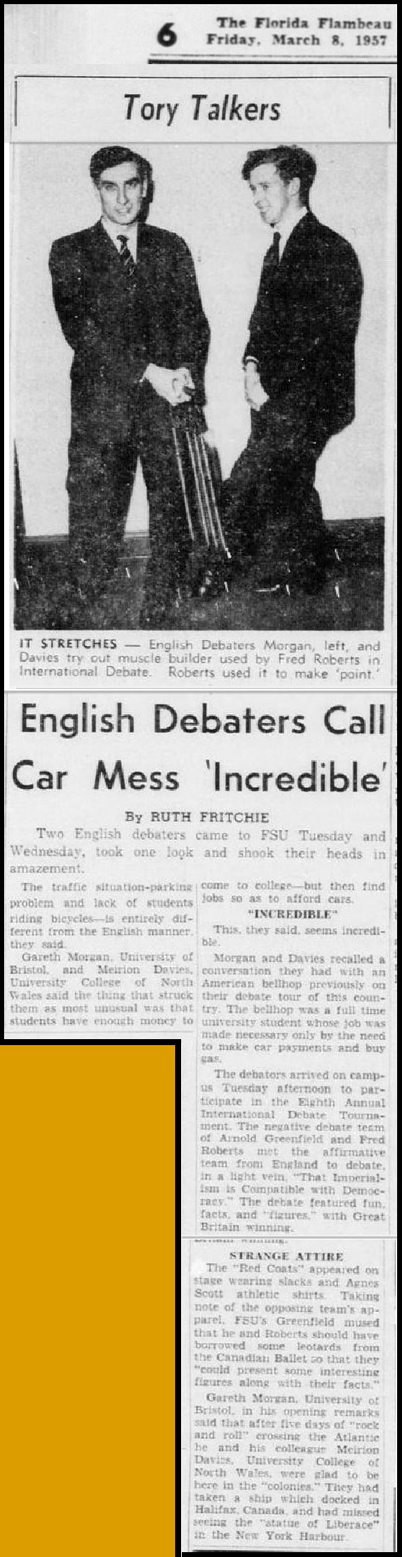 6
The Florida Flambeau
Friday, March 8, 1957
Tory Talkers
IT STRETCHES — English Debaters Morgan, left, and
Davies try out muscle builder used by Fred Roberts in
International Debate. Roberts used it to make 'point.'
English Debaters Call
Car Mess 'Incredible'
By RUTH FRITCHIE
Two English debaters came to FSU Tuesday and
Wednesday, took one look and shook their heads in
amazement.
The traffic situation-parking
problem and lack of students
riding bicycles—is entirely dif-
ferent from the English manner,
they said.
Gareth Morgan, University of
Bristol, and Meirion Davies,
University College of North
Wales said the thing that struck
them as most unusual was that
students have enough money to
come to college—but then find
jobs so as to afford cars.
"INCREDIBLE"
This, they said, seems incredi-
ble.
Morgan and Davies recalled a
conversation they had with an
American bellhop previously on
their debate tour of this coun-
try. The bellhop was a full time
university student whose job was
made necessary only by the need
to make car payments and buy
gas.
The debators arrived on camp-
us Tuesday afternoon to par-
ticipate in the Eighth Annual
International Debate Tourna-
ment. The negative debate team
of Arnold Greenfield and Fred
Roberts met the affirmative
team from England to debate,
in a light vein, "That Imperial-
ism is Compatible with Democ-
racy." The debate featured fun,
facts, and "figures," with Great
Britain winning.
Britain winning.
STRANGE ATTIRE
The "Red Coats" appeared on
stage wearing slacks and Agnes
Scott athletic shirts. Taking
note of the opposing team's ap-
parel, FSU's Greenfield mused
that he and Roberts should have
borrowed some leotards from
the Canadian Ballet so that they
"could present some interesting
figures along with their facts."
Gareth Morgan, University of
Bristol, in his opening remarks
said that after five days of "rock
and roll" crossing the Atlantic
he and his colleague Meirion
Davies, University College of
North Wales, were glad to be
here in the "colonies." They had
taken a ship which docked in
Halifax, Canada, and had missed
seeing the "statue of Liberace"
in the New York Harbour.